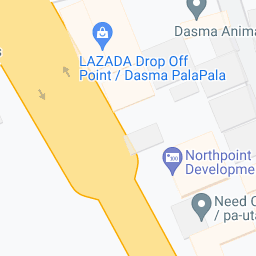 Dasma Anima
s
LAZADA Drop Off
Point / Dasma PalaPala
Northpoint
Developme
Need C
/ pa-uta